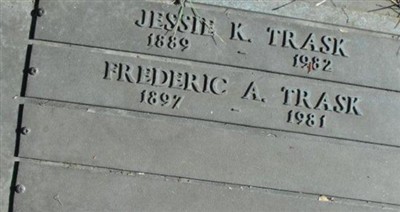 JESSIE K. TRASK
1889 - 1982
FREDERIC A. TRASK
1897 - 1981